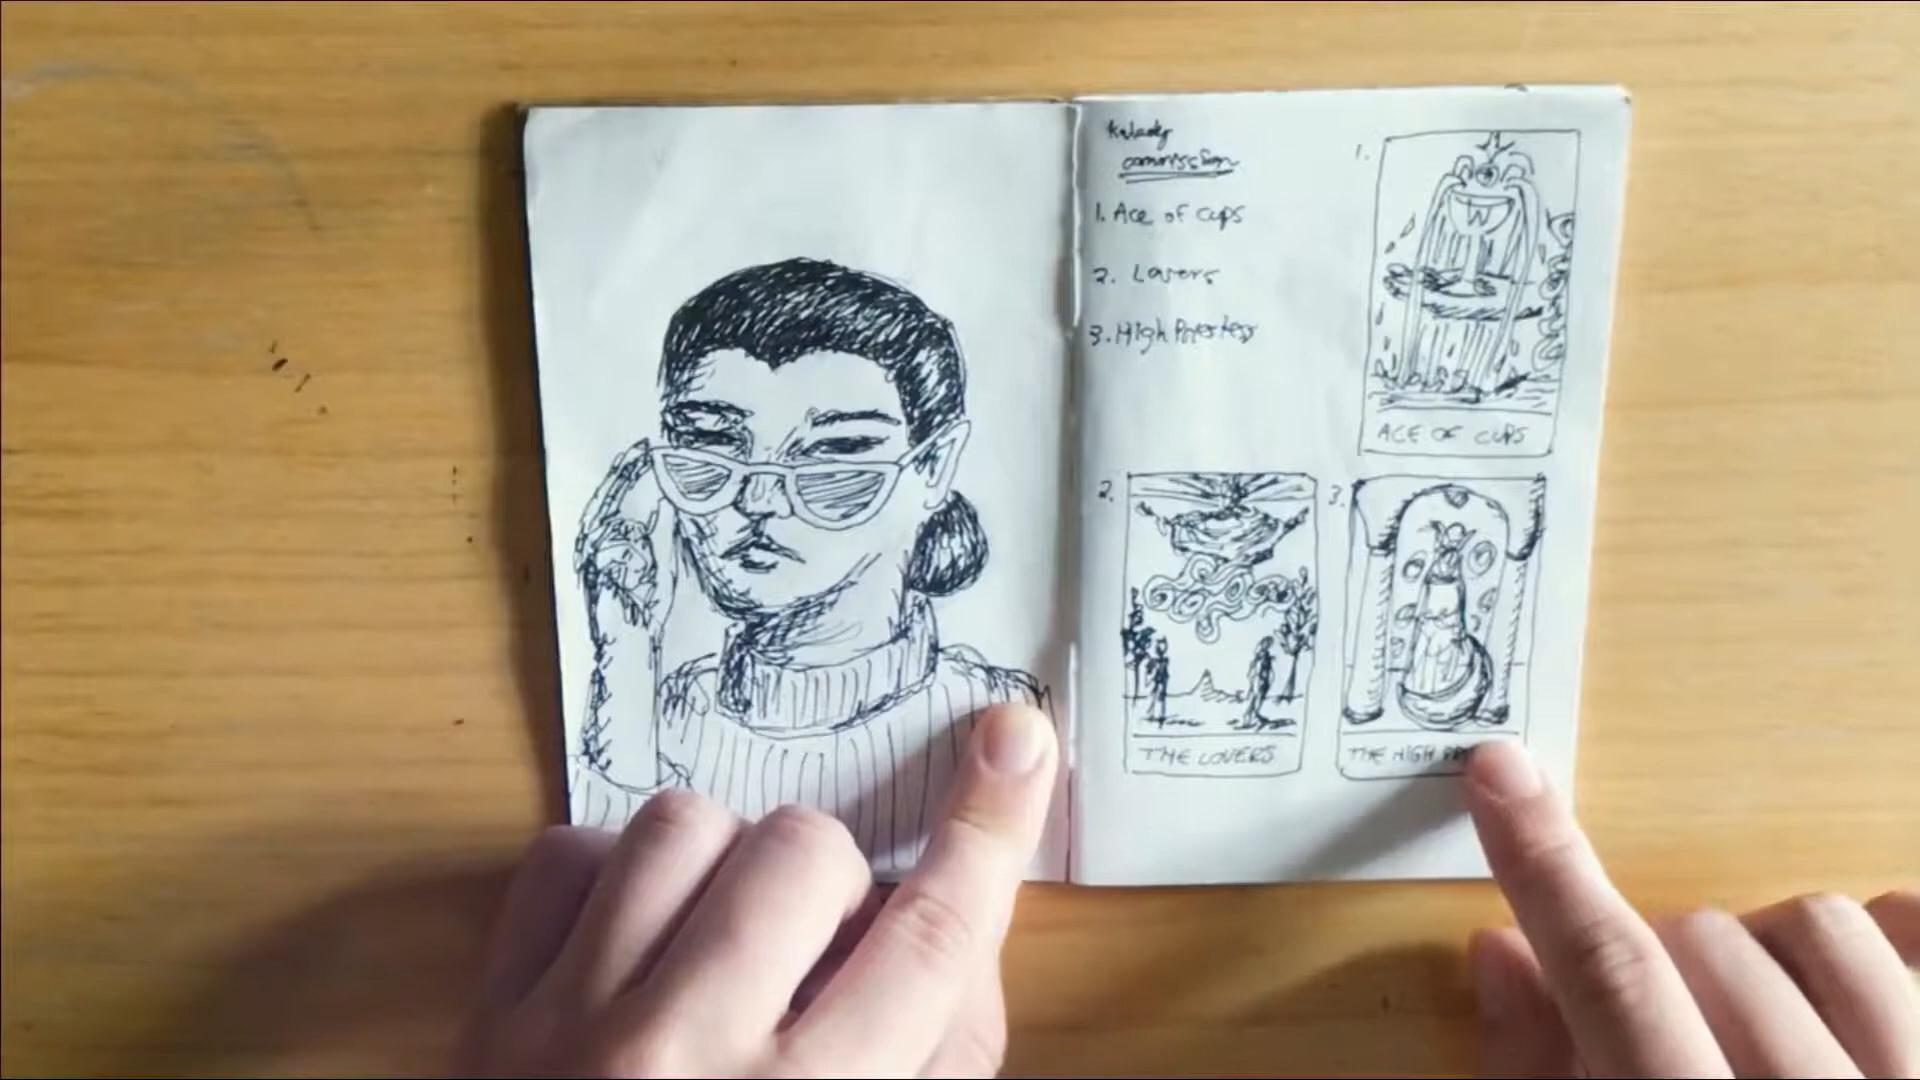 commission
1. Ace of cups
2. Lovers
3. High Priestess
1.
ACE OF CUPS
2.
THE LOVERS
3.
THE HIGH